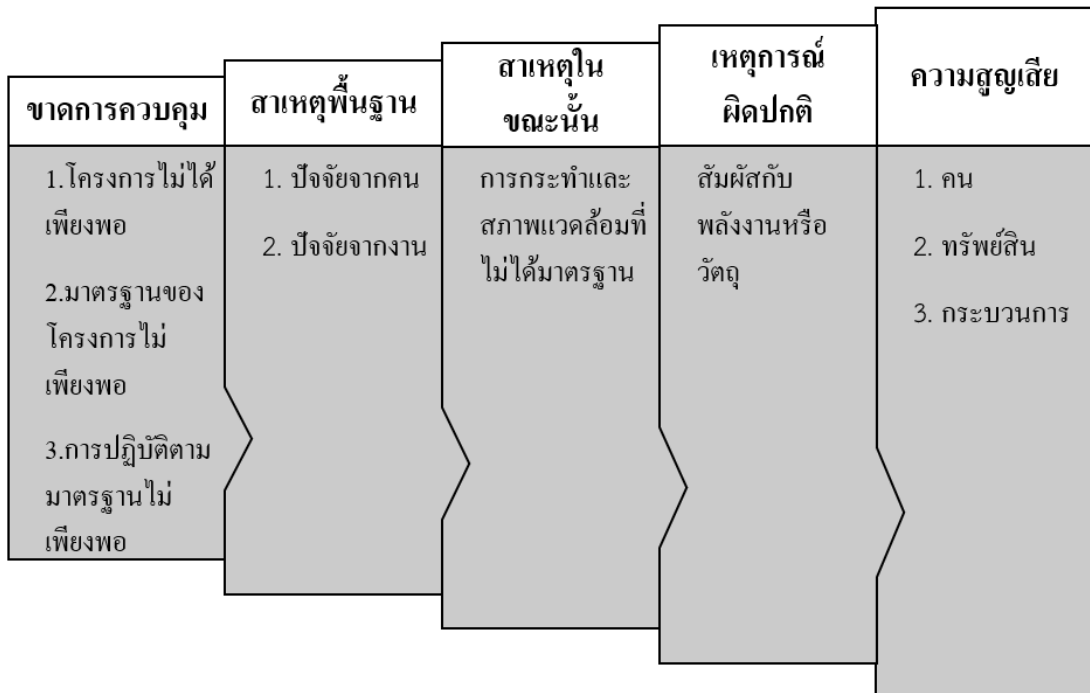 ขาดการควบคุม
1.โครงการไม่ได้
เพียงพอ
2.มาตรฐานของ
โครงการไม่
เพียงพอ
3.การปฏิบัติตาม
มาตรฐานไม่
เพียงพอ
สาเหตุพื้นฐาน
1. ปัจจัยจากคน
2. ปัจจัยจากงาน
สาเหตุใน
ขณะนั้น
การกระทำและ
สภาพแวดล้อมที่
ไม่ได้มาตรฐาน
เหตุการณ์
ผิดปกติ
สัมผัสกับ
พลังงานหรือ
วัตถุ
ความสูญเสีย
1. คน
2. ทรัพย์สิน
3. กระบวนการ